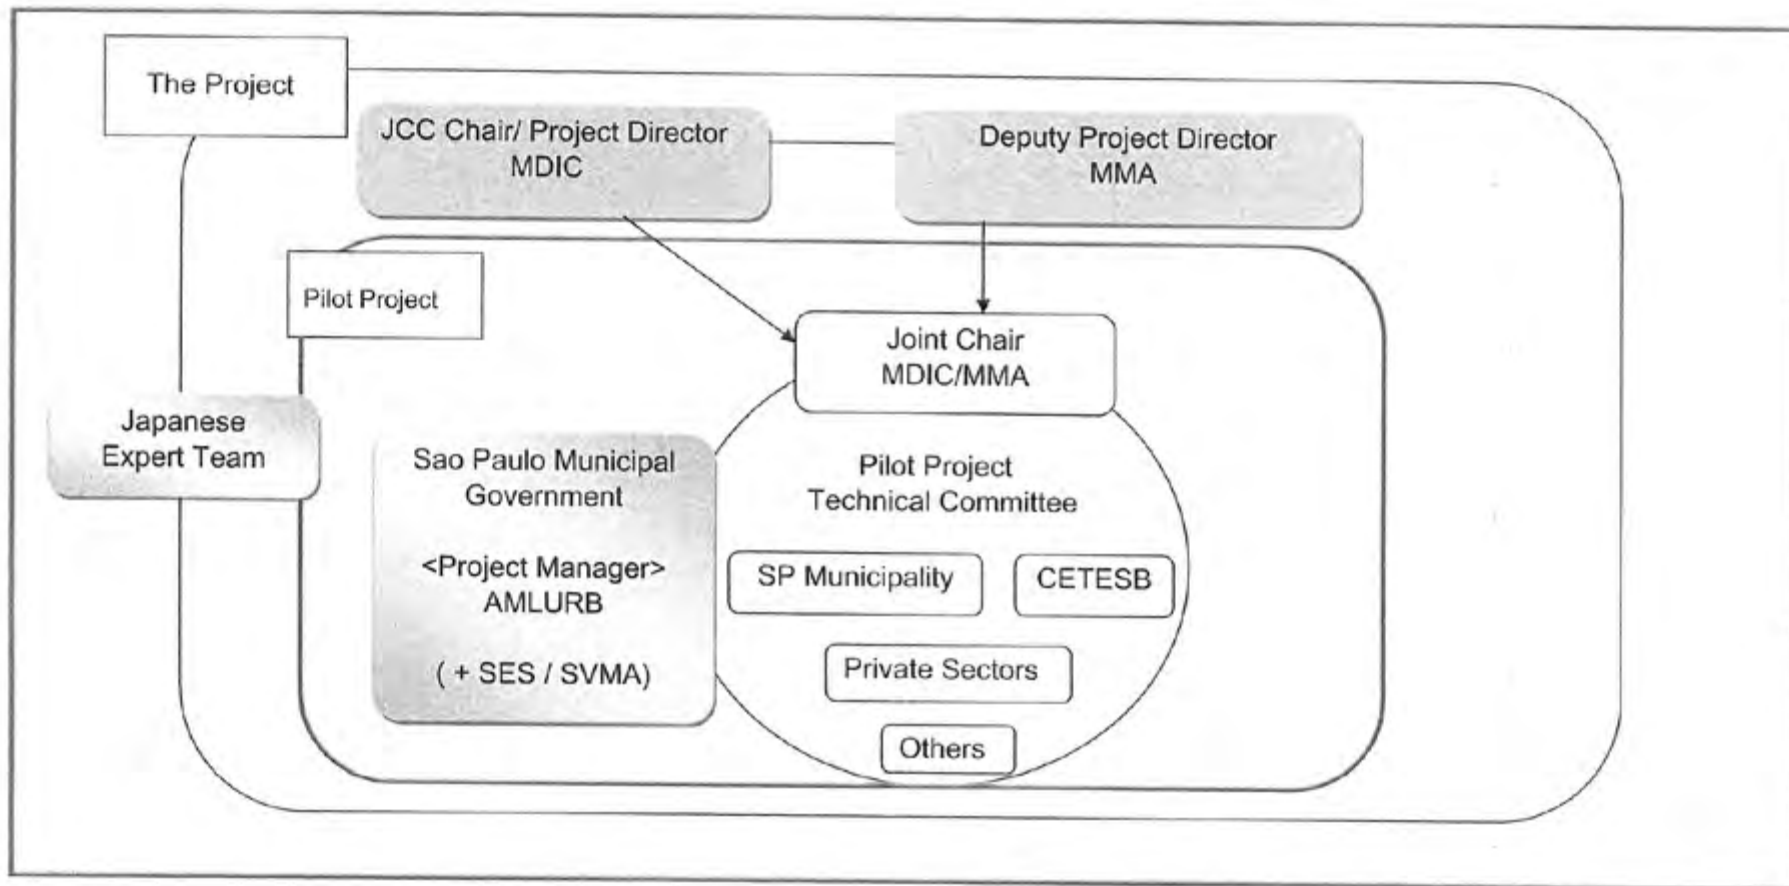 The Project
JCC Chair/ Project Director
MDIC
Deputy Project Director
MMA
Pilot Project
Joint Chair
MDIC/MMA
Japanese
Expert Team
Sao Paulo Municipal
Government
<Project Manager>
AMLURB
( + SES / SVMA)
Pilot Project
Technical Committee
SP Municipality
CETESB
Private Sectors
Others